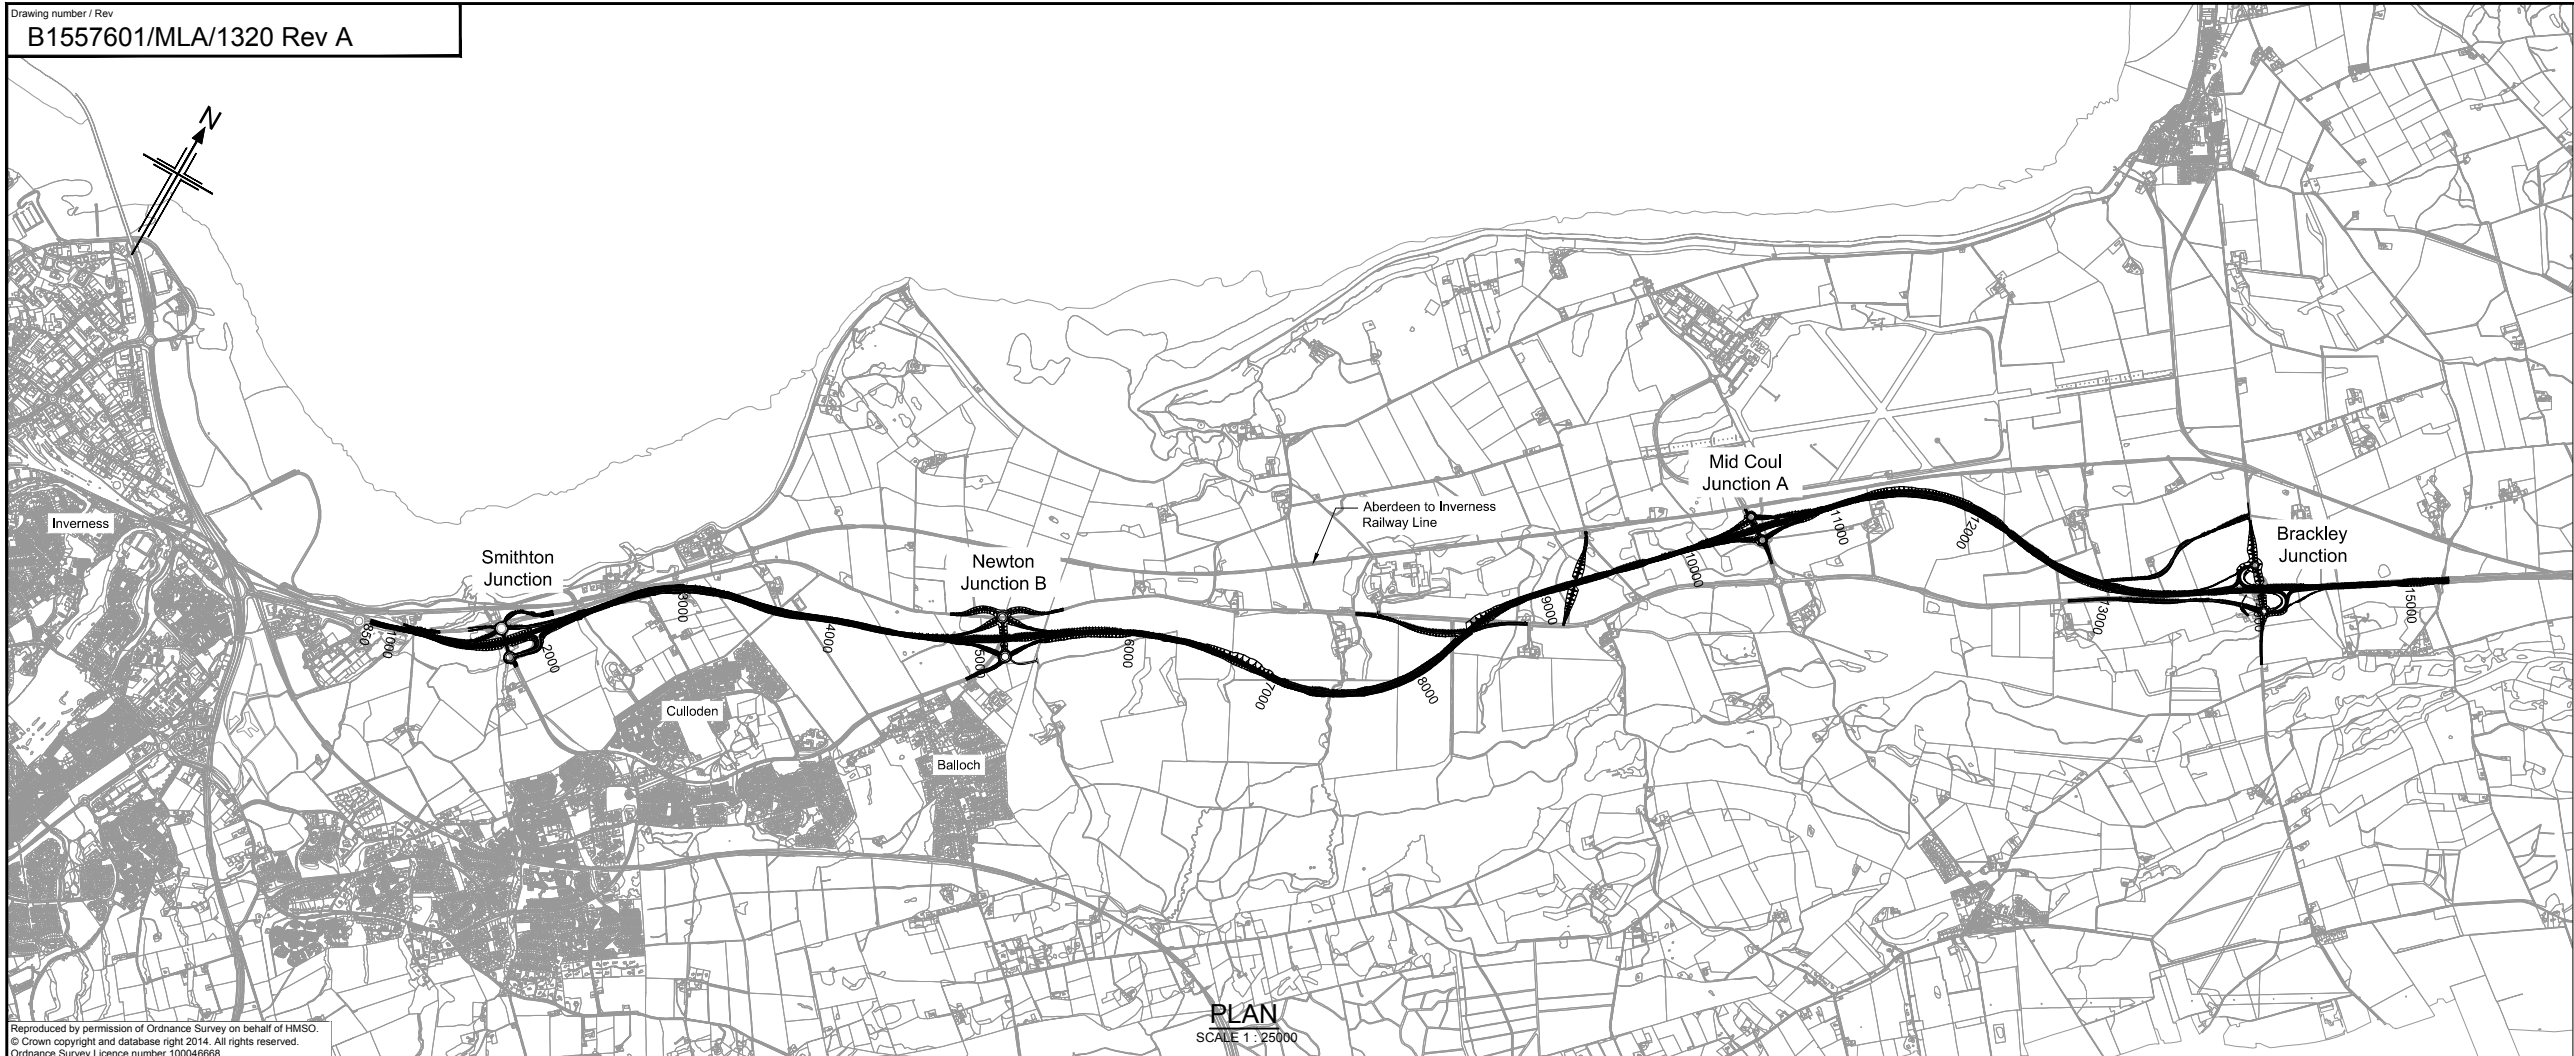 Drawing number / Rev
B1557601/MLA/1320 Rev A
N
Inverness
Smithton
Junction
Newton
Junction B
Aberdeen to Inverness
Railway Line
Mid Coul
Junction A
Brackley
Junction
850
1000
2000
3000
4000
6000
7000
8000
9000
10000
11000
12000
13000
15000
Culloden
Balloch
PLAN
SCALE 1 : 25000
Reproduced by permission of Ordnance Survey on behalf of HMSO.
© Crown copyright and database right 2014. All rights reserved.
Ordnance Survey Licence number 100046668